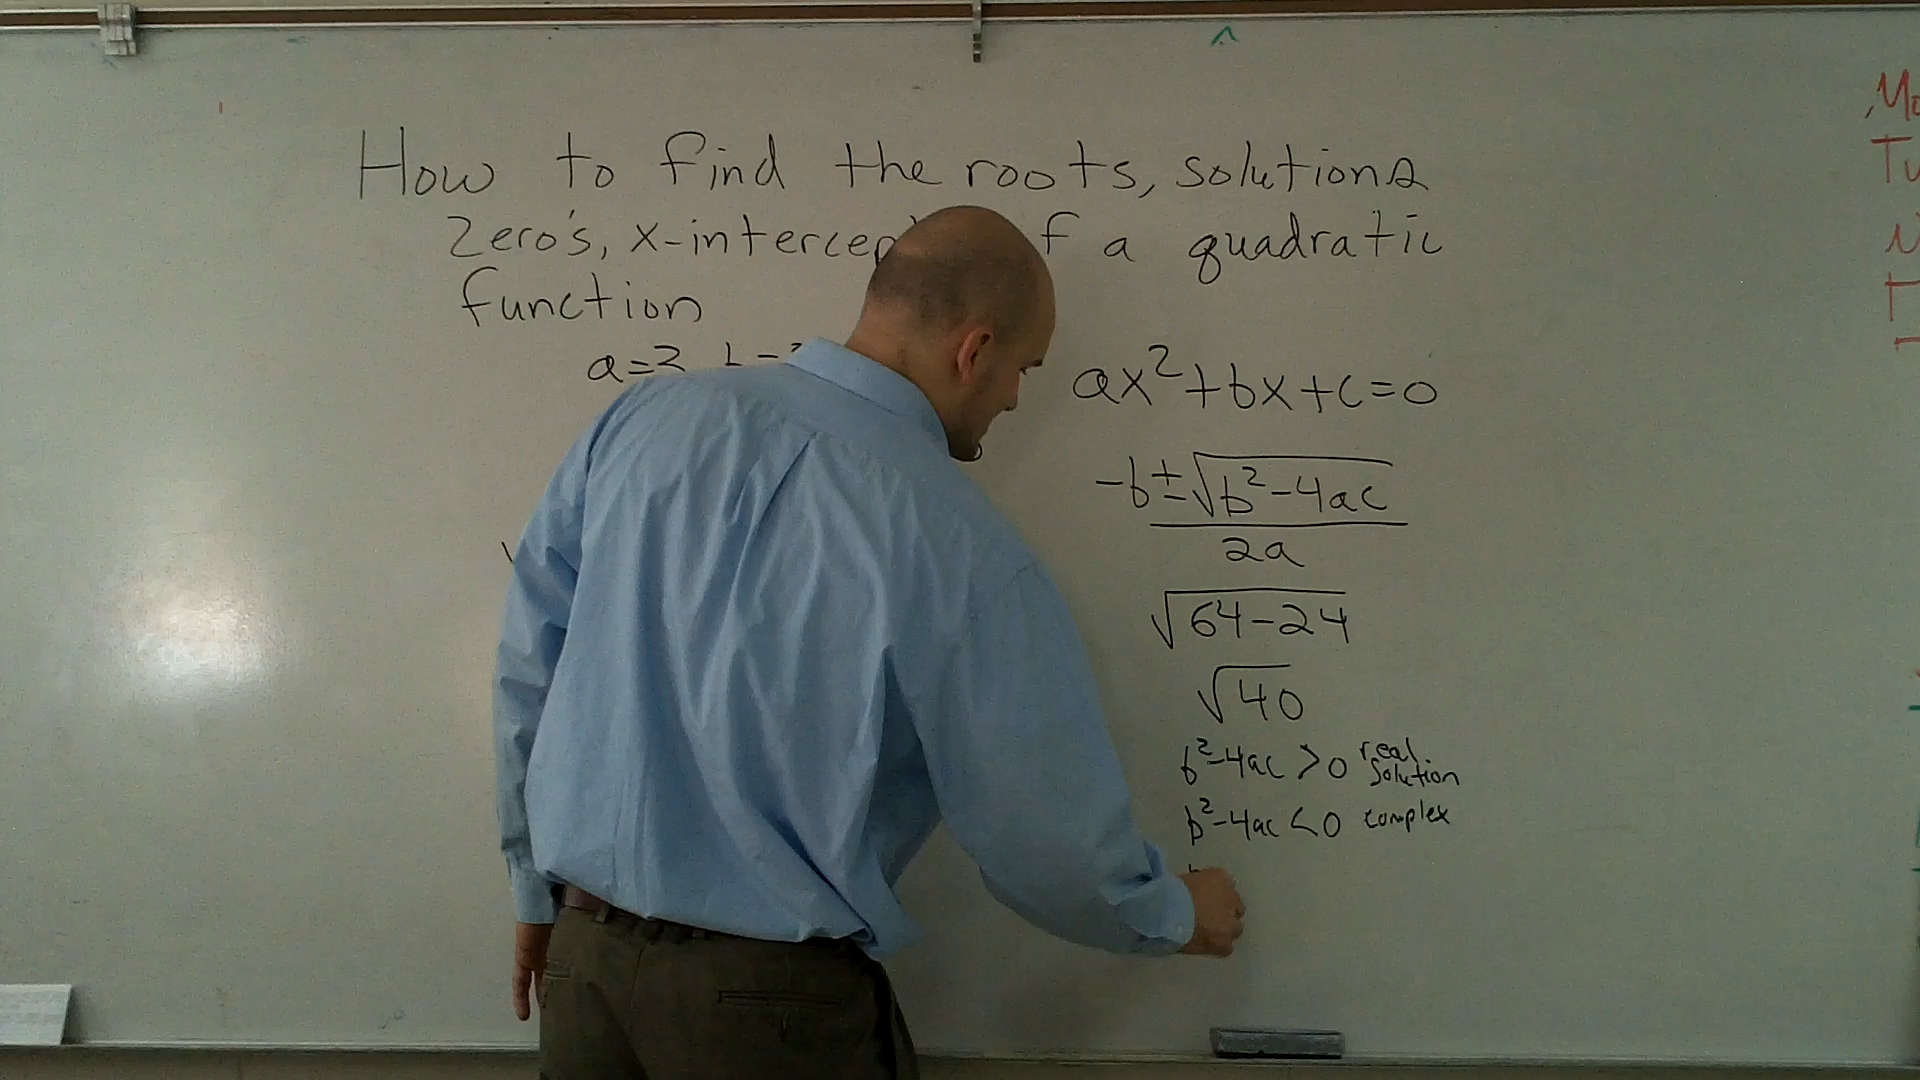 How to find the roots, solutions
Zero's, x-intercep f a quadratic
function
a=2
ax²+bx+c=0
-b±√b²-4ac
2a
√64-24
√40
b²-4ac >0 real
solution
b²-4ac <0 complex